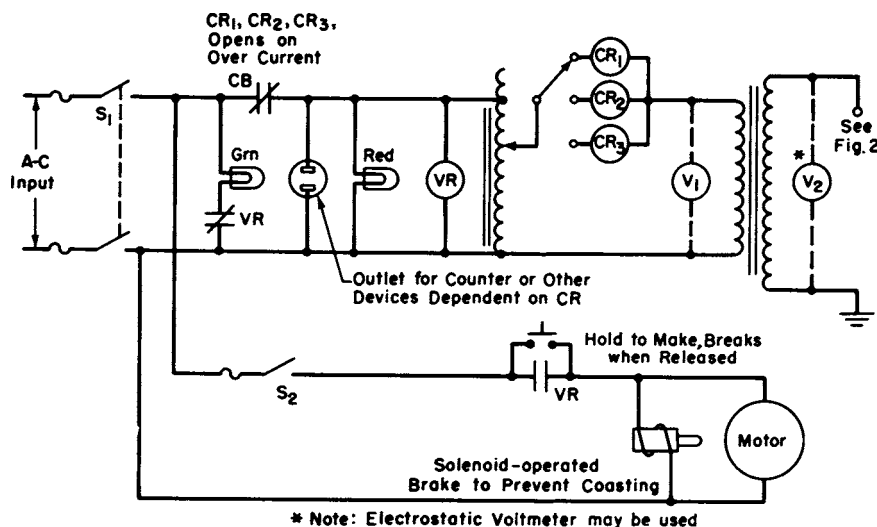 CR₁, CR₂, CR₃,
Opens on
Over Current
CB
S₁
A-C
Input
Grn
VR
Red
VR
CR₁
CR₂
CR₃
V₁
*
V₂
See
Fig. 2
Outlet for Counter or Other
Devices Dependent on CR
Hold to Make, Breaks
when Released
S₂
VR
Motor
Solenoid-operated
Brake to Prevent Coasting
* Note: Electrostatic Voltmeter may be used